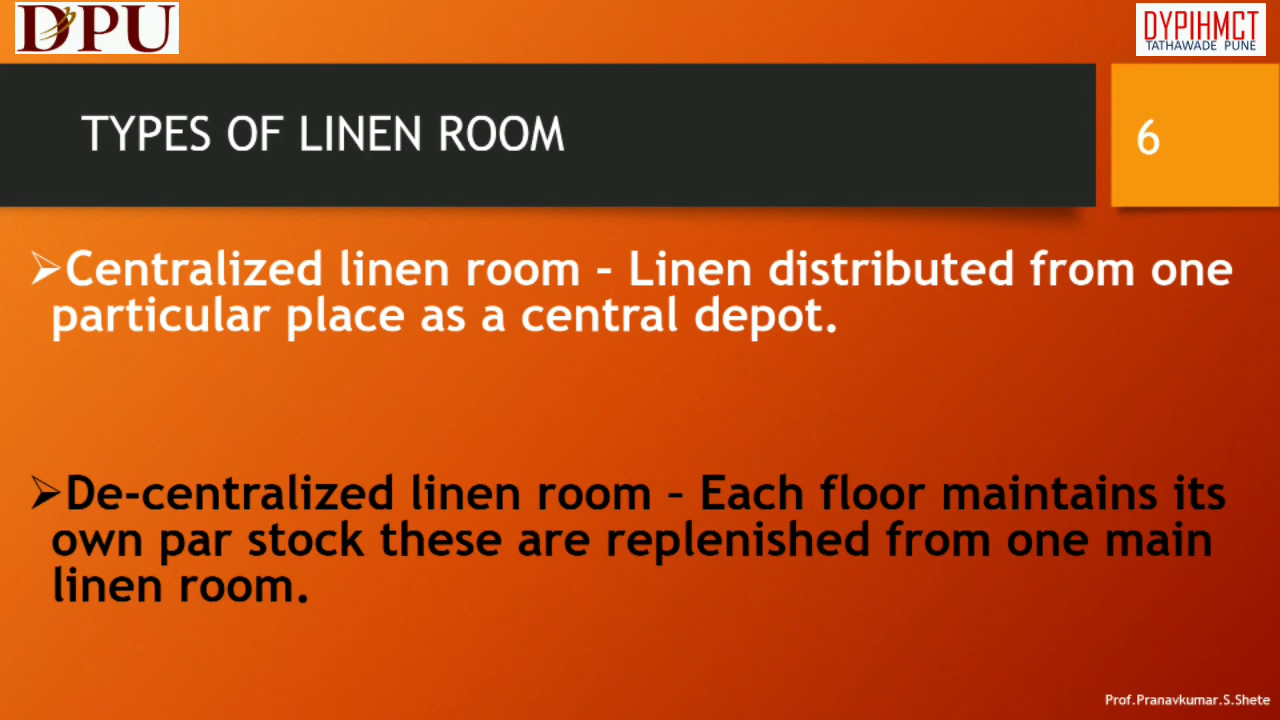 DPU
DYPIHMCT
TATHAWADE PUNE
TYPES OF LINEN ROOM
6
➢Centralized linen room – Linen distributed from one
particular place as a central depot.
➢De-centralized linen room – Each floor maintains its
own par stock these are replenished from one main
linen room.
Prof.Pranavkumar.S.Shete